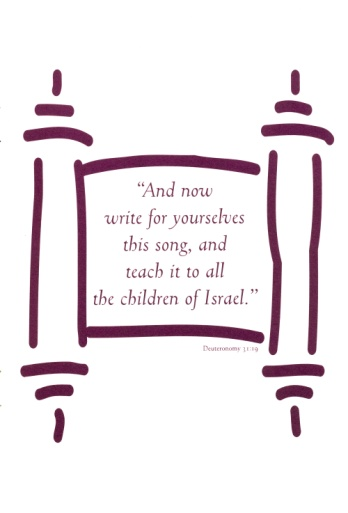 “And now
write for yourselves
this song, and
teach it to all
the children of Israel.”
Deuteronomy 31:19